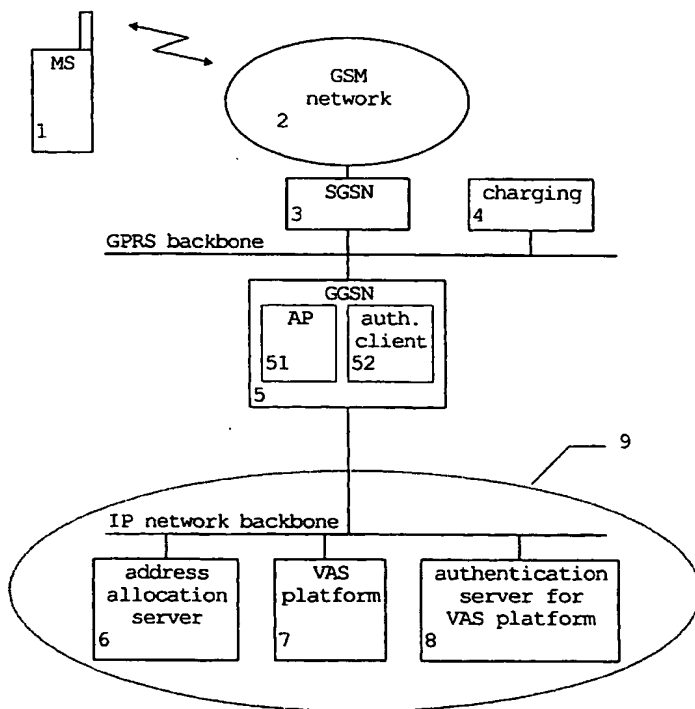 MS
1
GSM
network
2
SGSN
3
charging
4
GPRS backbone
GGSN
AP
51
auth.
client
52
5
9
IP network backbone
address
allocation
server
6
VAS
platform
7
authentication
server for
VAS platform
8